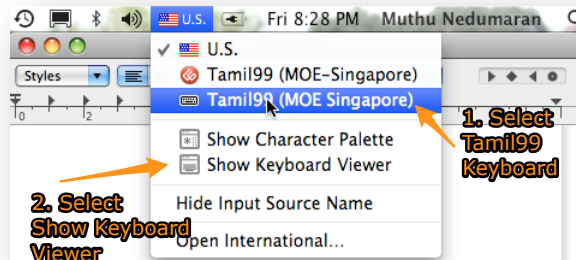 U.S. Fri 8:28 PM Muthu Nedumaran
U.S.
Styles
Tamil99 (MOE-Singapore)
Tamil99 (MOE Singapore)
0 2
1. Select
Tamil99
Keyboard
Show Character Palette
Show Keyboard Viewer
2. Select
Show Keyboard
Viewer
Hide Input Source Name
Open International...